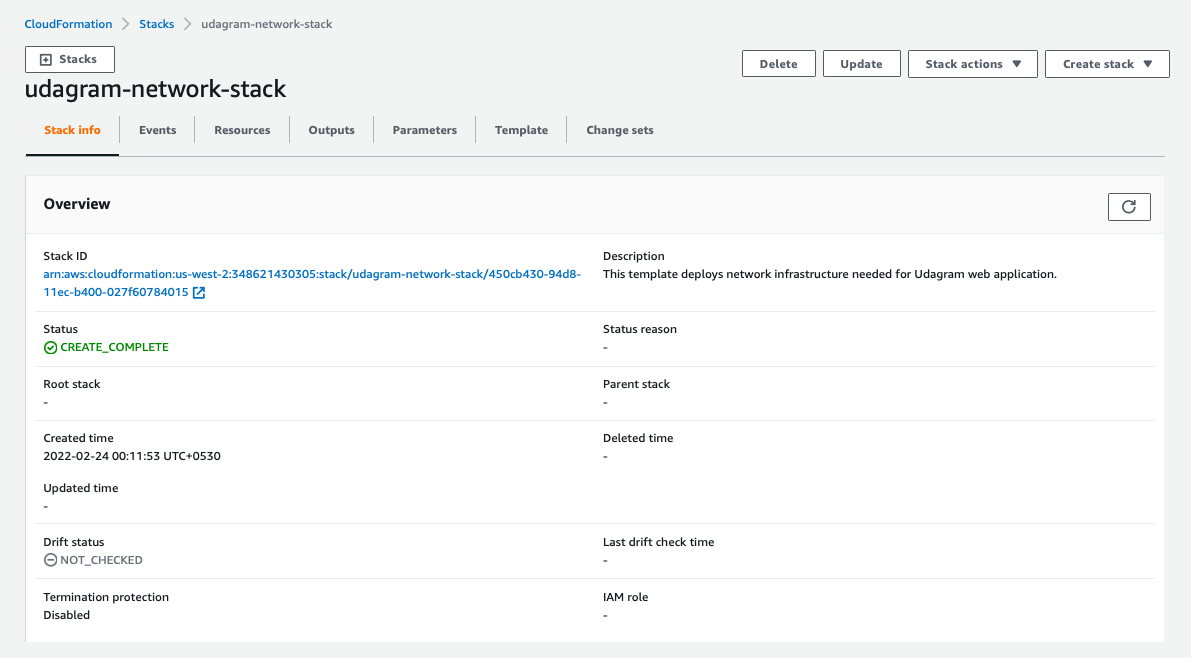 CloudFormation Stacks udagram-network-stack
Stacks
Delete Update Stack actions Create stack
udagram-network-stack
Stack info Events Resources Outputs Parameters Template Change sets
Overview
Stack ID
arn:aws:cloudformation:us-west-2:348621430305:stack/udagram-network-stack/450cb430-94d8-
11ec-b400-027f60784015
Description
This template deploys network infrastructure needed for Udagram web application.
Status
CREATE_COMPLETE
Status reason
-
Root stack
-
Parent stack
-
Created time
2022-02-24 00:11:53 UTC+0530
Deleted time
-
Updated time
-
Drift status
NOT_CHECKED
Last drift check time
-
Termination protection
Disabled
IAM role
-